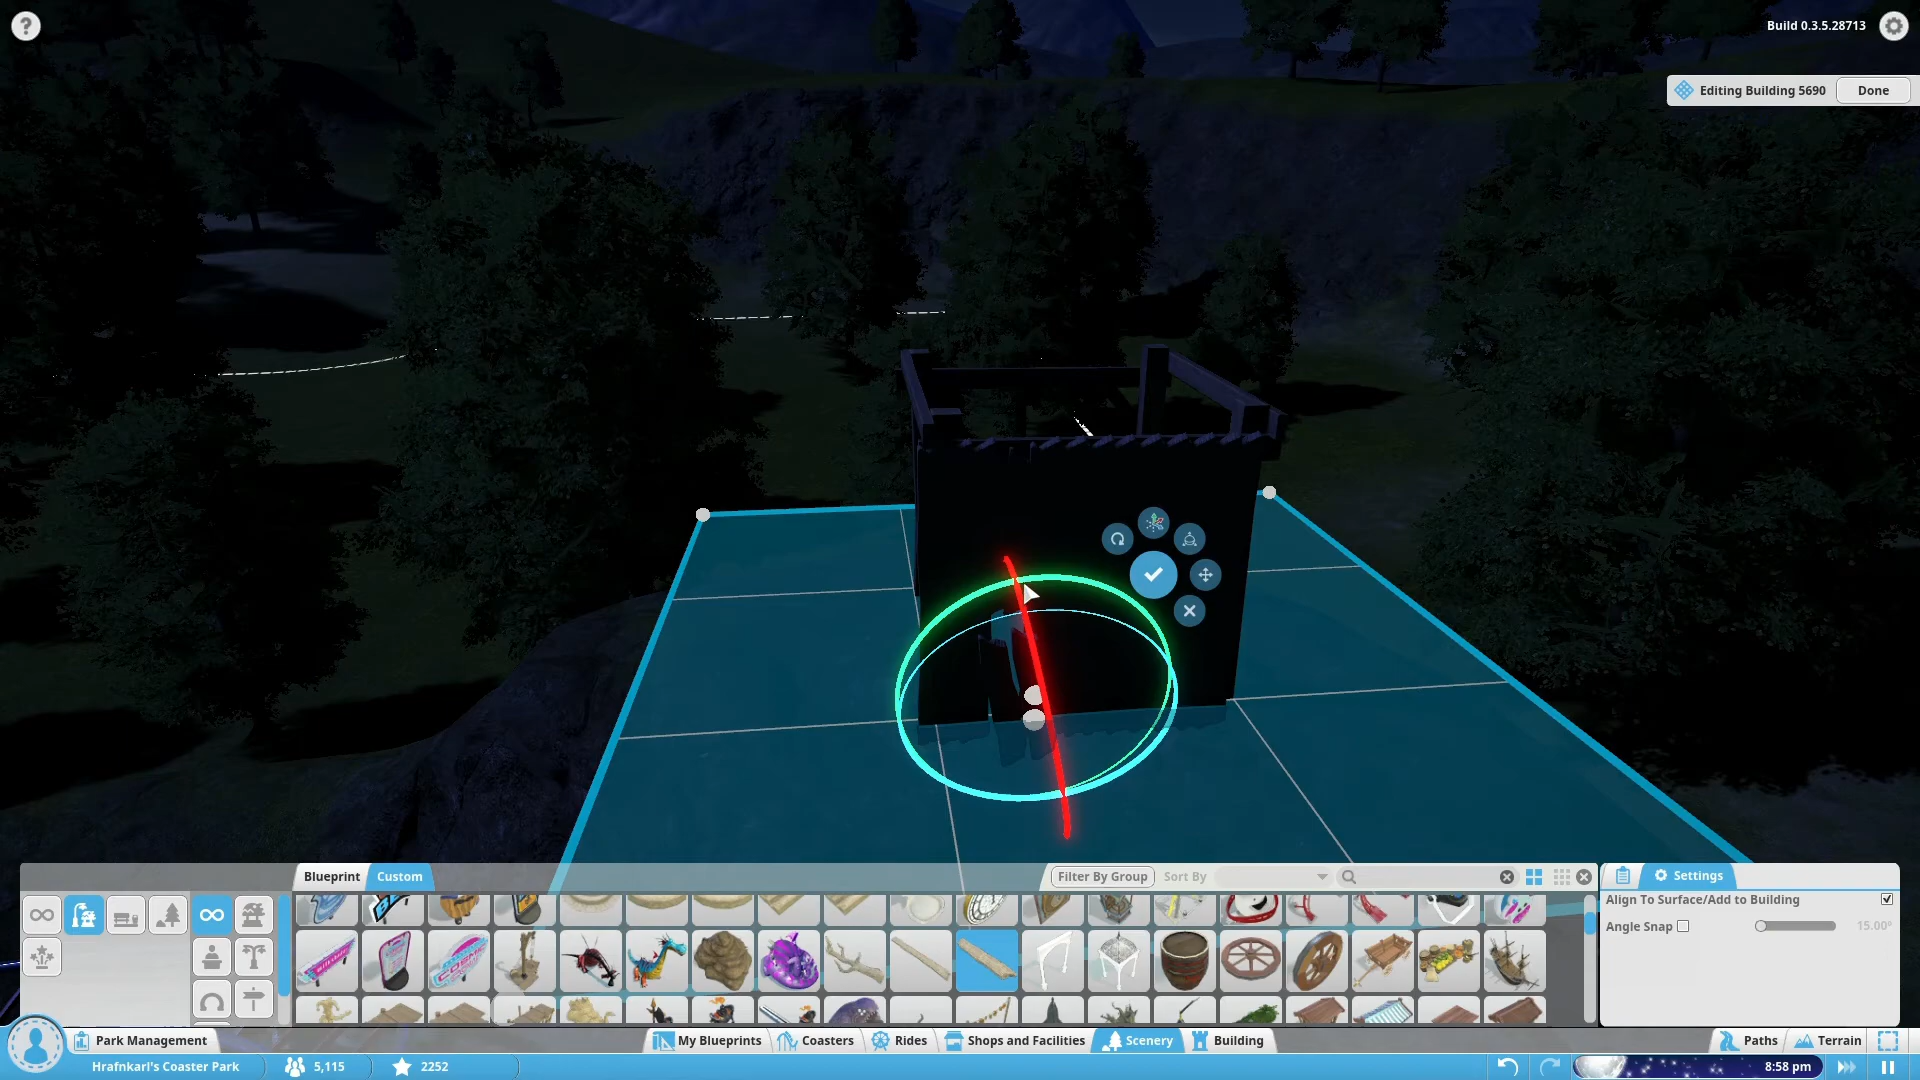 ?
Build 0.3.5.28713
Editing Building 5690
Done
Blueprint
Custom
Filter By Group
Sort By
Settings
Align To Surface/Add to Building
Angle Snap
15.00°
Park Management
My Blueprints
Coasters
Rides
Shops and Facilities
Scenery
Building
Paths
Terrain
Hrafnkarl's Coaster Park
5,115
2252
8:58 pm